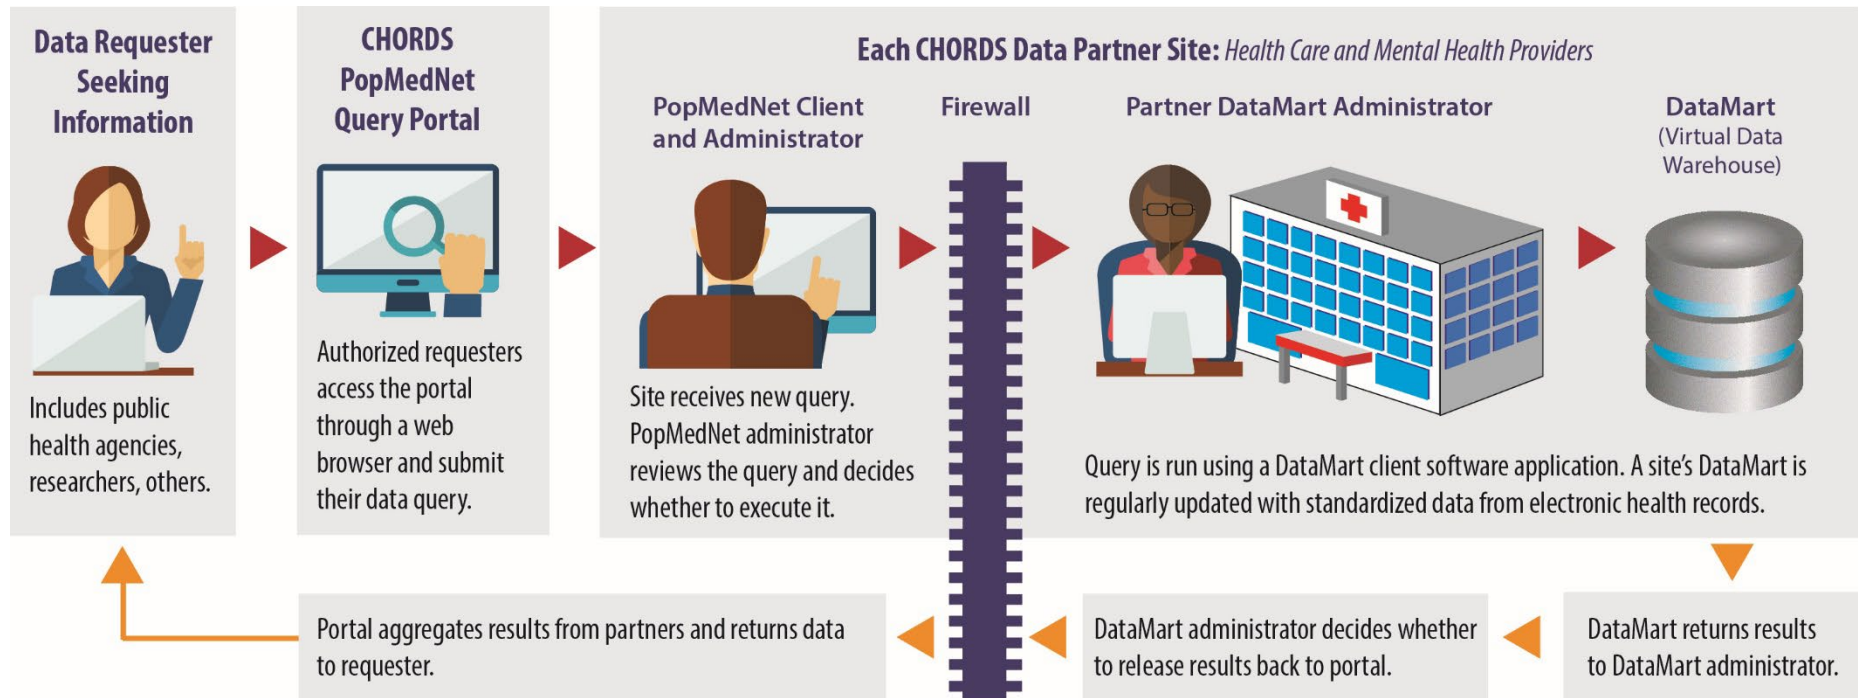 Data Requester
Seeking
Information
Includes public
health agencies,
researchers, others.
CHORDS
PopMedNet
Query Portal
Authorized requesters
access the portal
through a web
browser and submit
their data query.
Each CHORDS Data Partner Site: Health Care and Mental Health Providers
PopMedNet Client
and Administrator
Site receives new query.
PopMedNet administrator
reviews the query and decides
whether to execute it.
Firewall
Partner DataMart Administrator
DataMart
(Virtual Data
Warehouse)
Query is run using a DataMart client software application. A site’s DataMart is
regularly updated with standardized data from electronic health records.
DataMart returns results
to DataMart administrator.
DataMart administrator decides whether
to release results back to portal.
Portal aggregates results from partners and returns data
to requester.